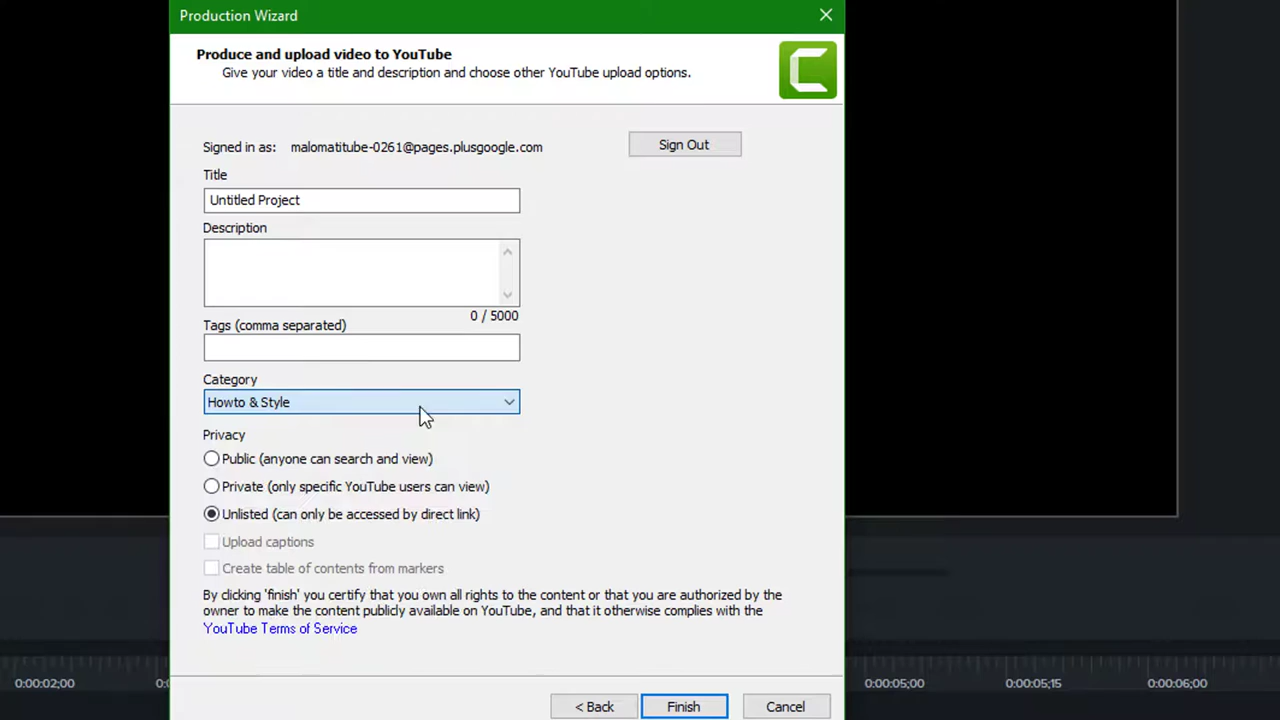 Production Wizard
Produce and upload video to YouTube
Give your video a title and description and choose other YouTube upload options.
Signed in as: malomatitube-0261@pages.plusgoogle.com
Sign Out
Title
Untitled Project
Description
0 / 5000
Tags (comma separated)
Category
Howto & Style
Privacy
Public (anyone can search and view)
Private (only specific YouTube users can view)
Unlisted (can only be accessed by direct link)
Upload captions
Create table of contents from markers
By clicking 'finish' you certify that you own all rights to the content or that you are authorized by the
owner to make the content publicly available on YouTube, and that it otherwise complies with the
YouTube Terms of Service
0:00:02;00
0:00:05;00
0:00:05;15
0:00:06;00
< Back
Finish
Cancel